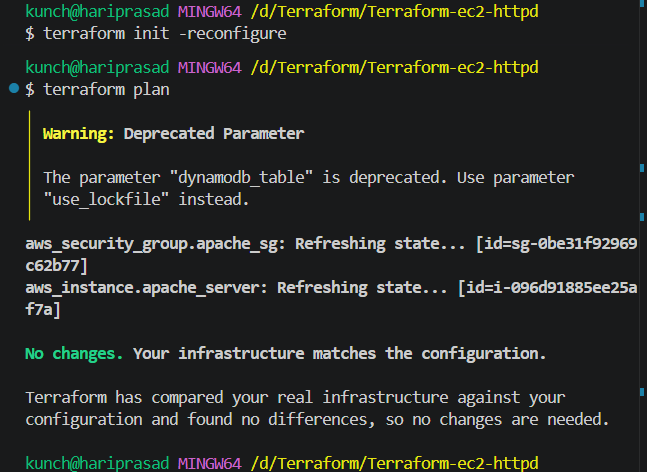 kunch@hariprasad MINGW64 /d/Terraform/Terraform-ec2-httpd
$ terraform init -reconfigure
kunch@hariprasad MINGW64 /d/Terraform/Terraform-ec2-httpd
$ terraform plan
Warning: Deprecated Parameter
The parameter "dynamodb_table" is deprecated. Use parameter
"use_lockfile" instead.
aws_security_group.apache_sg: Refreshing state... [id=sg-0be31f92969
c62b77]
aws_instance.apache_server: Refreshing state... [id=i-096d91885ee25a
f7a]
No changes. Your infrastructure matches the configuration.
Terraform has compared your real infrastructure against your
configuration and found no differences, so no changes are needed.
kunch@hariprasad MINGW64 /d/Terraform/Terraform-ec2-httpd